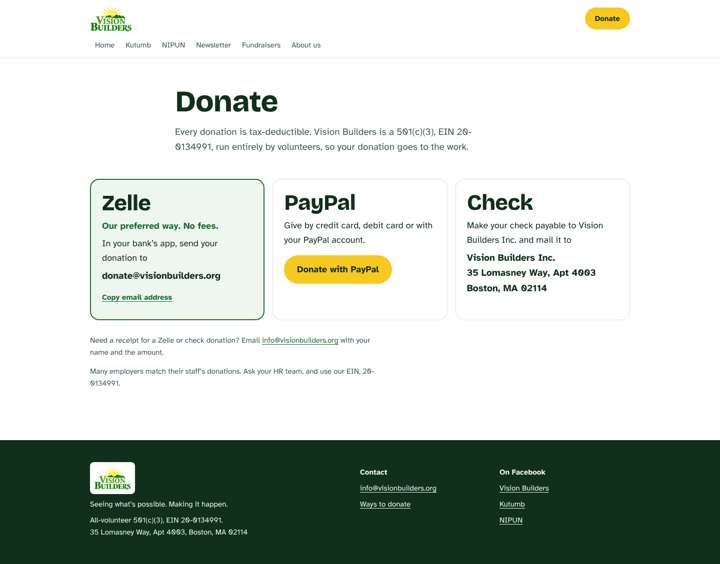 VISION
BUILDERS
Donate
Home Kutumb NIPUN Newsletter Fundraisers About us
Donate
Every donation is tax-deductible. Vision Builders is a 501(c)(3), EIN 20-
0134991, run entirely by volunteers, so your donation goes to the work.
Zelle
Our preferred way. No fees.
In your bank's app, send your
donation to
donate@visionbuilders.org
Copy email address
PayPal
Give by credit card, debit card or with
your PayPal account.
Donate with PayPal
Check
Make your check payable to Vision
Builders Inc. and mail it to
Vision Builders Inc.
35 Lomasney Way, Apt 4003
Boston, MA 02114
Need a receipt for a Zelle or check donation? Email info@visionbuilders.org with your
name and the amount.
Many employers match their staff's donations. Ask your HR team, and use our EIN, 20-
0134991.
VISION
BUILDERS
Seeing what's possible. Making it happen.
All-volunteer 501(c)(3), EIN 20-0134991.
35 Lomasney Way, Apt 4003, Boston, MA 02114
Contact
info@visionbuilders.org
Ways to donate
On Facebook
Vision Builders
Kutumb
NIPUN